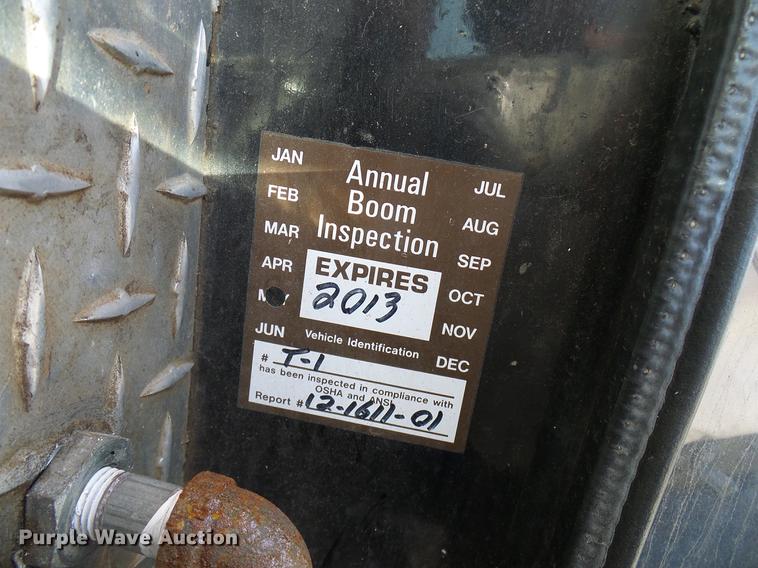 JAN
FEB
MAR
APR
JUN
Annual
Boom
Inspection
EXPIRES
2013
JUL
AUG
SEP
OCT
NOV
DEC
Vehicle Identification
# T-1
has been inspected in compliance with
OSHA and ANSI
Report # 12-1611-01
Purple Wave Auction